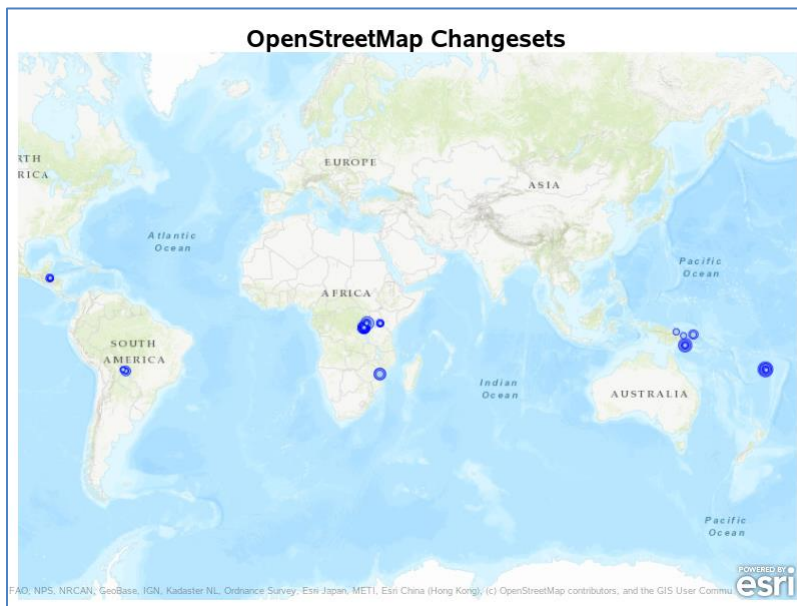 OpenStreetMap Changesets
RTH
RICA
EUROPE
ASIA
Atlantic
Ocean
Pacific
Ocean
AFRICA
SOUTH
AMERICA
Indian
Ocean
AUSTRALIA
Pacific
Ocean
POWERED BY
esri
FAO, NPS, NRCAN, GeoBase, IGN, Kadaster NL, Ordnance Survey, Esri Japan, METI, Esri China (Hong Kong), (c) OpenStreetMap contributors, and the GIS User Commu